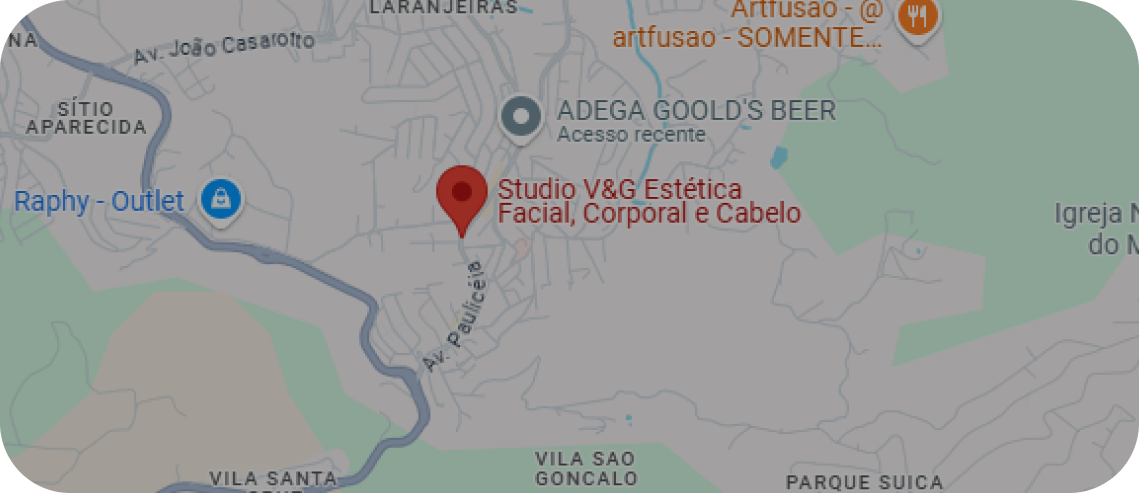 LARANJEIRAS
Artfusao - @
artfusao - SOMENTE...
NA
Av. João Casarotto
SÍTIO
APARECIDA
ADEGA GOOLD'S BEER
Acesso recente
Raphy - Outlet
Studio V&G Estética
Facial, Corporal e Cabelo
Igreja N
do M
Av. Paulicéia
VILA SAO
GONCALO
VILA SANTA
PARQUE SUICA